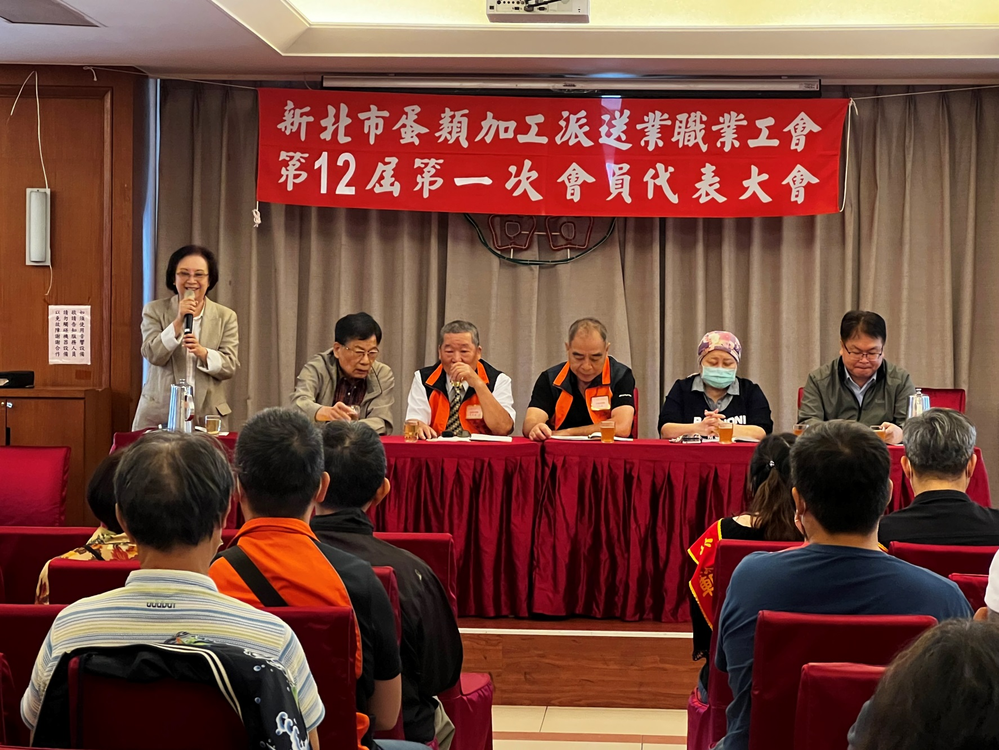 新北市蛋類加工派送業職業工會
第12屆第一次會員代表大會
如須使用音響設備
敬請告知服務人員
請勿觸碰機器設備
以免故障謝謝合作